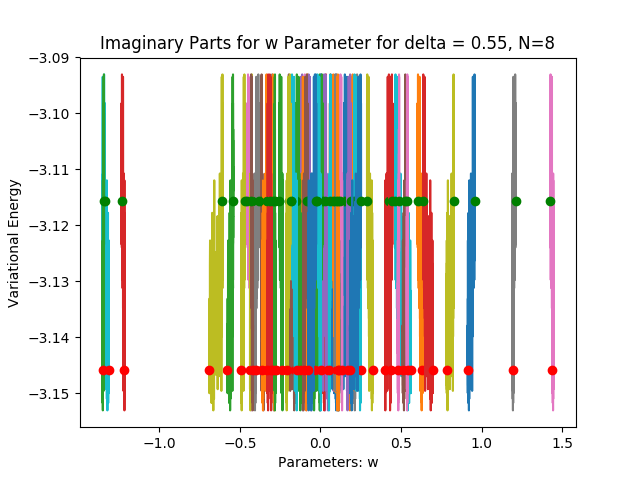 Imaginary Parts for w Parameter for delta = 0.55, N=8
−3.09
−3.10
−3.11
−3.12
−3.13
−3.14
−3.15
Variational Energy
−1.0 −0.5 0.0 0.5 1.0 1.5
Parameters: w